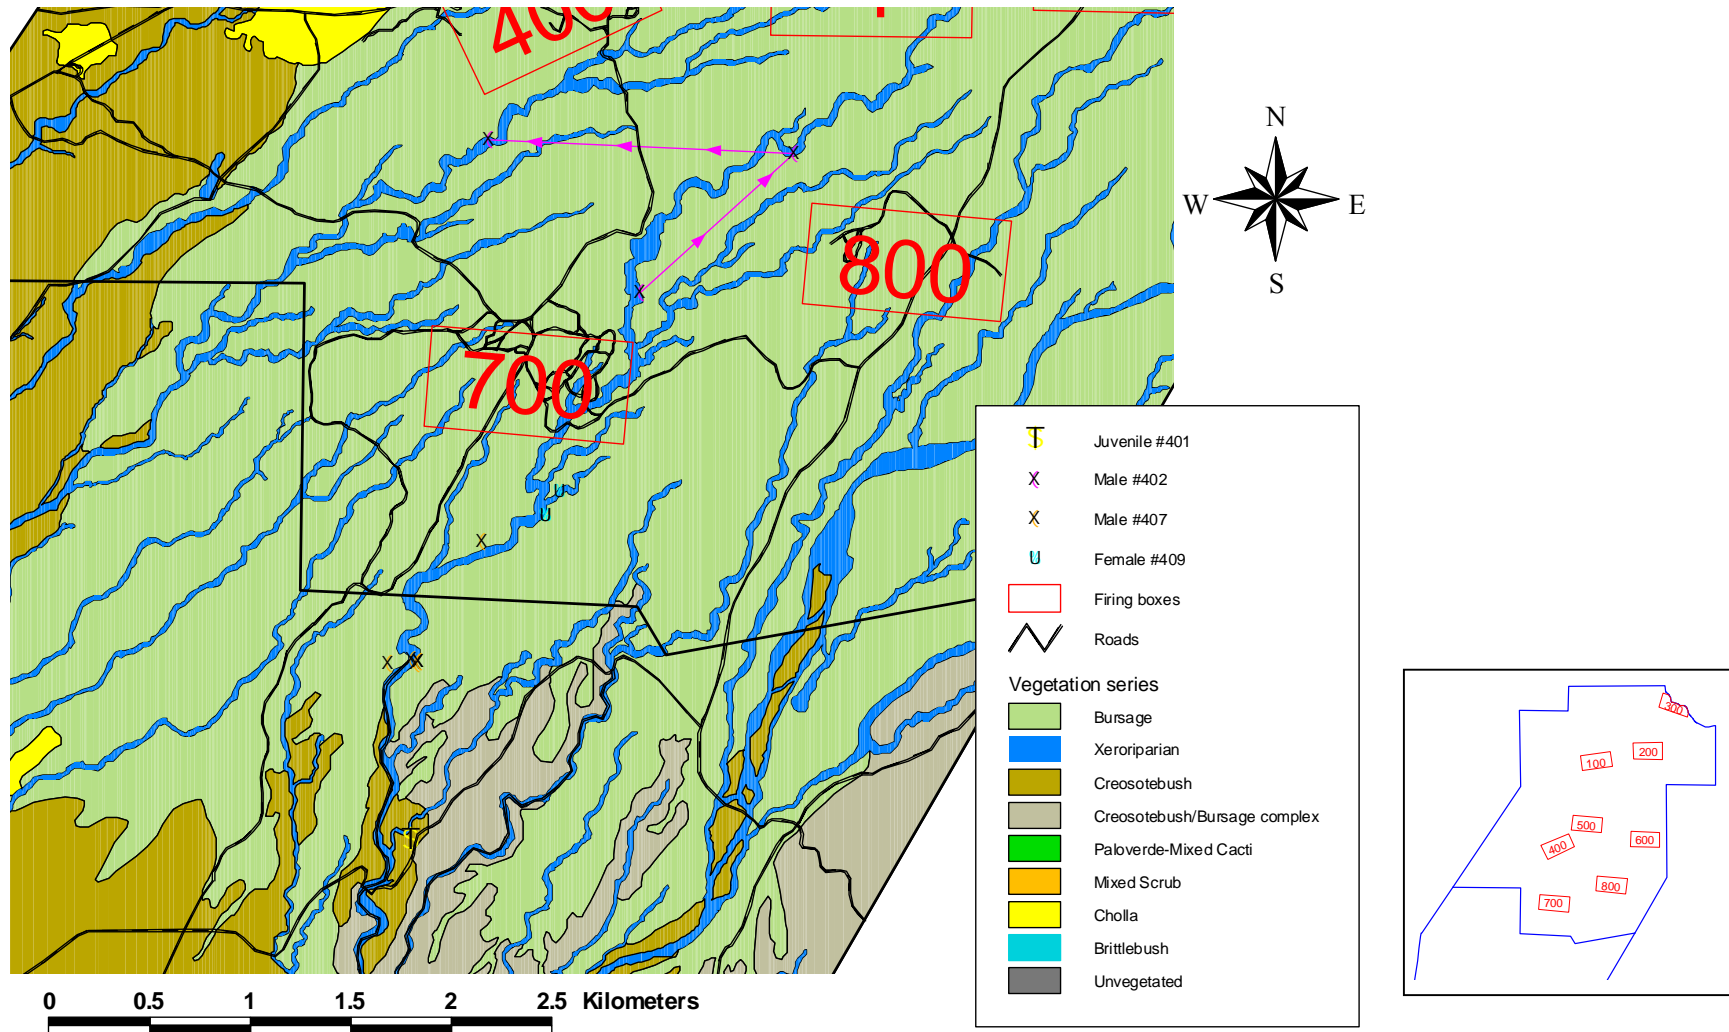 400
N
W E
S
800
700
X
X
X
U
U
X
X X X
T
Juvenile #401
X Male #402
X Male #407
U Female #409
Firing boxes
Roads
Vegetation series
Bursage
Xeroriparian
Creosotebush
Creosotebush/Bursage complex
Paloverde-Mixed Cacti
Mixed Scrub
Cholla
Brittlebush
Unvegetated
300
200
100
500
600
400
800
700
0 0.5 1 1.5 2 2.5 Kilometers